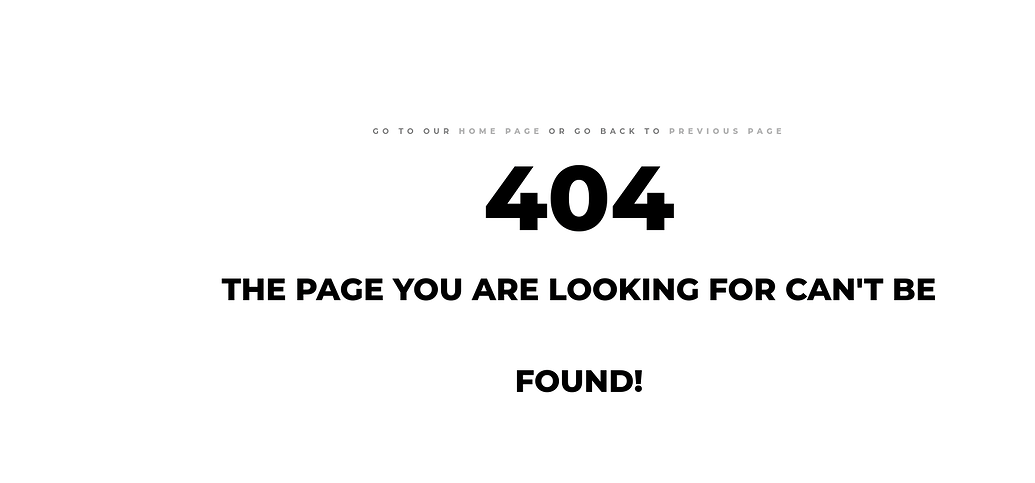 GO TO OUR HOME PAGE OR GO BACK TO PREVIOUS PAGE
404
THE PAGE YOU ARE LOOKING FOR CAN'T BE
FOUND!